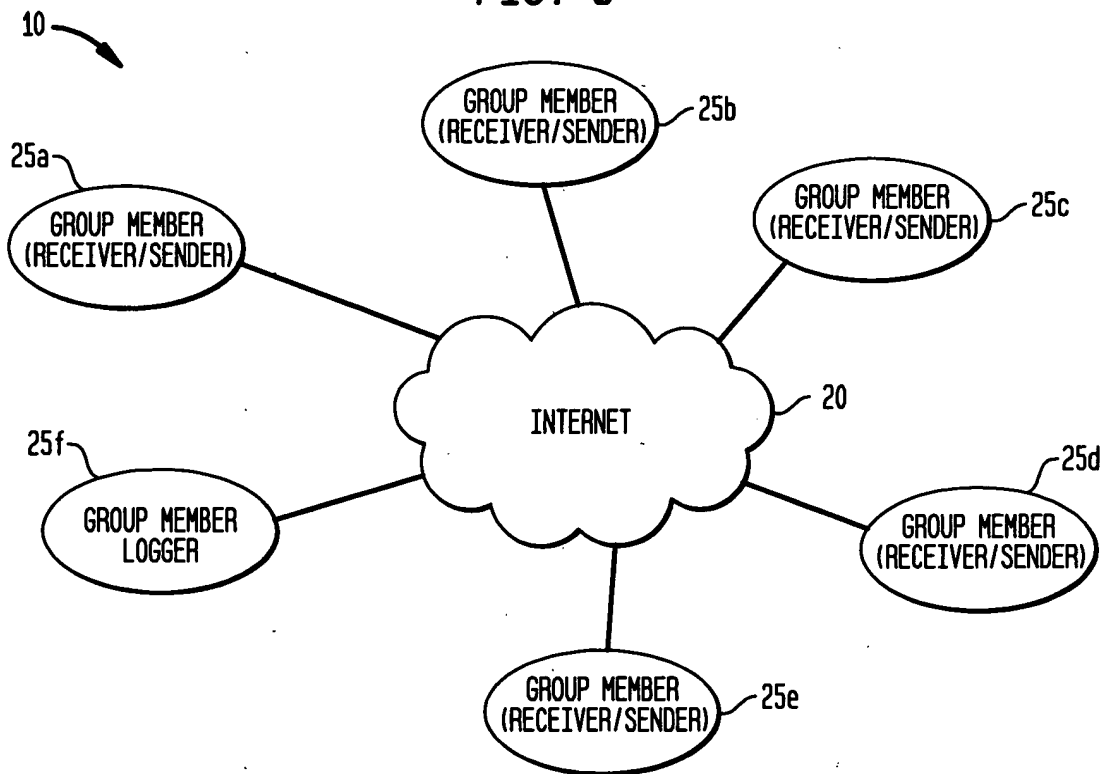 10
GROUP MEMBER
(RECEIVER/SENDER)
25b
25a
GROUP MEMBER
(RECEIVER/SENDER)
GROUP MEMBER
(RECEIVER/SENDER)
25c
INTERNET
20
25f
GROUP MEMBER
LOGGER
25d
GROUP MEMBER
(RECEIVER/SENDER)
GROUP MEMBER
(RECEIVER/SENDER)
25e